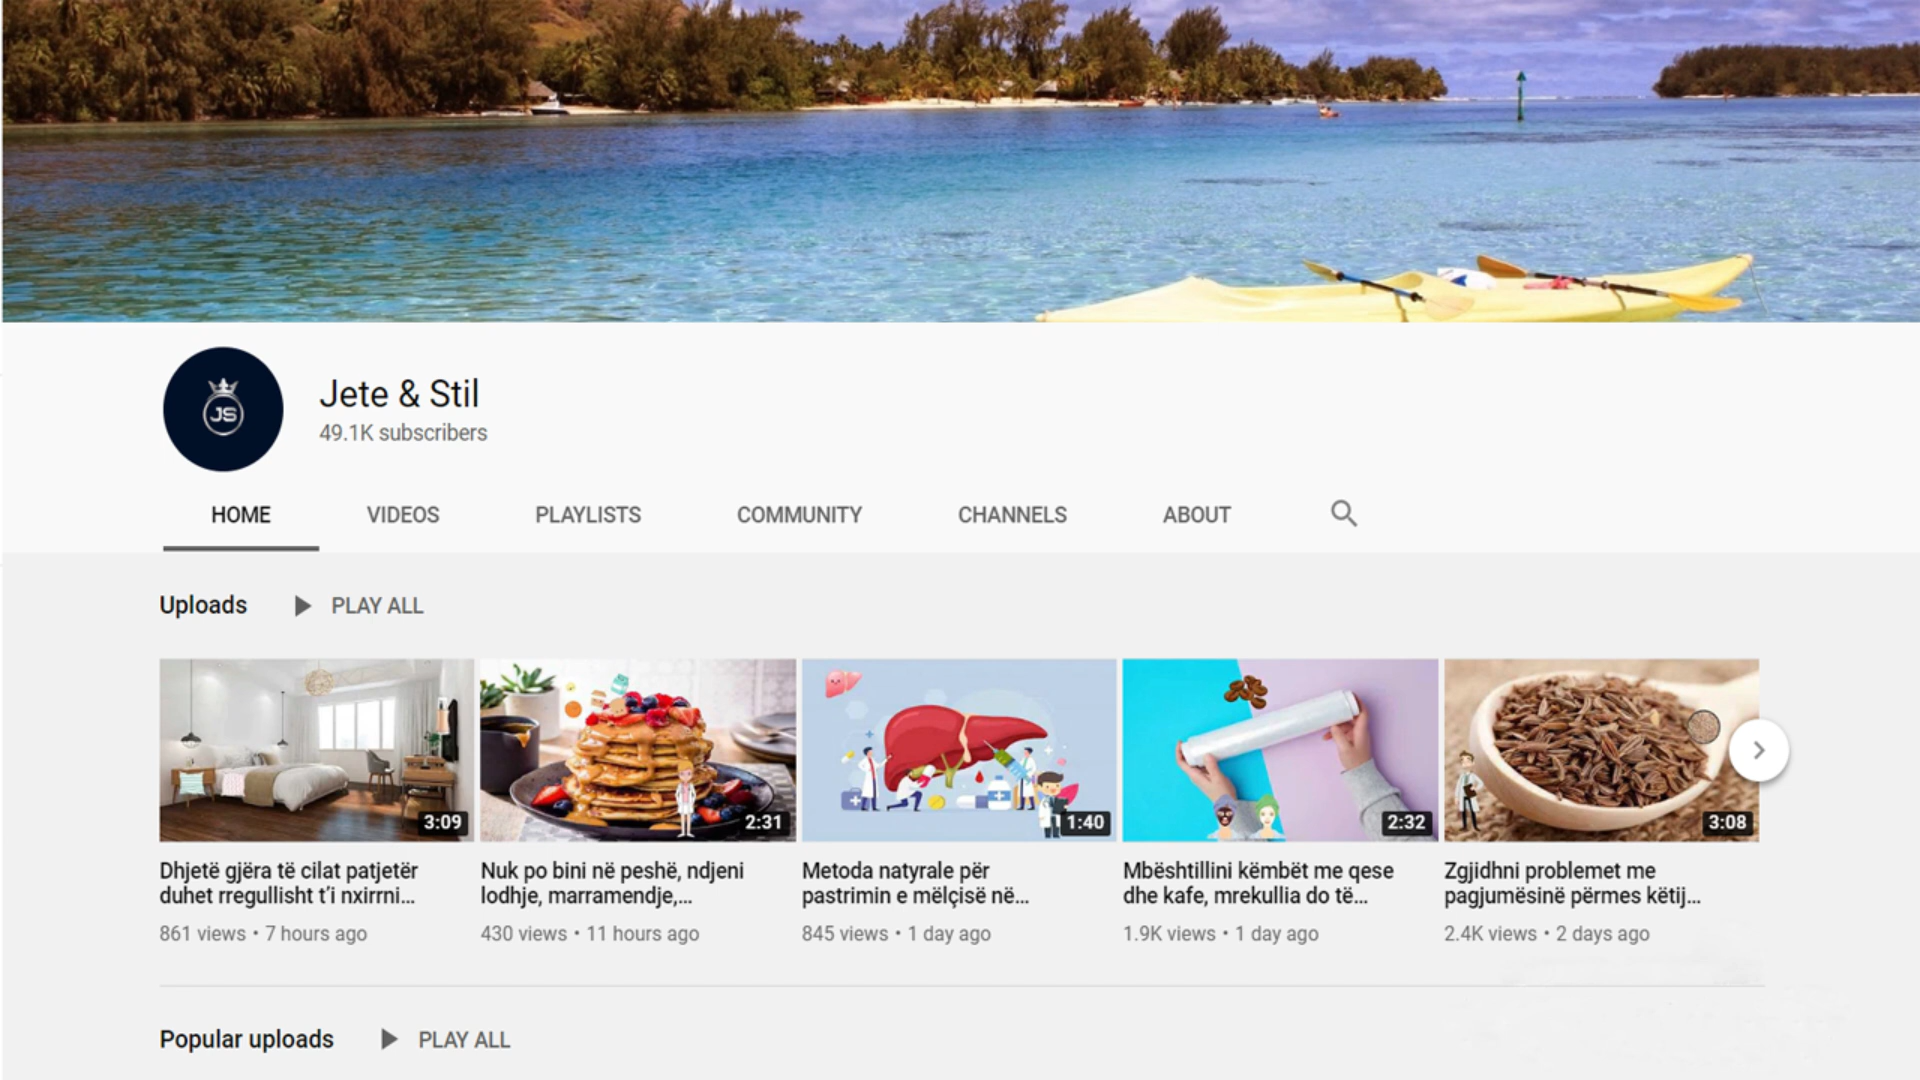 JS
Jete & Stil
49.1K subscribers
HOME VIDEOS PLAYLISTS COMMUNITY CHANNELS ABOUT
Uploads PLAY ALL
3:09 2:31 1:40 2:32 3:08
Dhjetë gjëra të cilat patjetër
duhet rregullisht t'i nxirrni...
861 views • 7 hours ago
Nuk po bini në peshë, ndjeni
lodhje, marramendje,...
430 views • 11 hours ago
Metoda natyrale për
pastrimin e mëlçisë në...
845 views • 1 day ago
Mbështillini këmbët me qese
dhe kafe, mrekullia do të...
1.9K views • 1 day ago
Zgjidhni problemet me
pagjumësinë përmes këtij...
2.4K views • 2 days ago
Popular uploads PLAY ALL